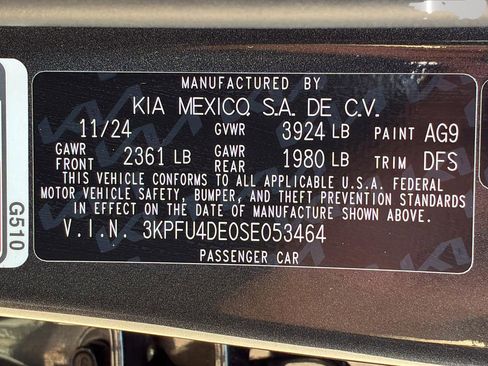 MANUFACTURED BY
KIA MEXICO, S.A. DE C.V.
11/24 GVWR 3924 LB PAINT AG9
GAWR FRONT 2361 LB GAWR REAR 1980 LB TRIM DFS
THIS VEHICLE CONFORMS TO ALL APPLICABLE U.S.A. FEDERAL
MOTOR VEHICLE SAFETY, BUMPER, AND THEFT PREVENTION STANDARDS
IN EFFECT ON THE DATE OF MANUFACTURE SHOWN ABOVE.
V.I.N. 3KPFU4DE0SE053464
PASSENGER CAR
G510